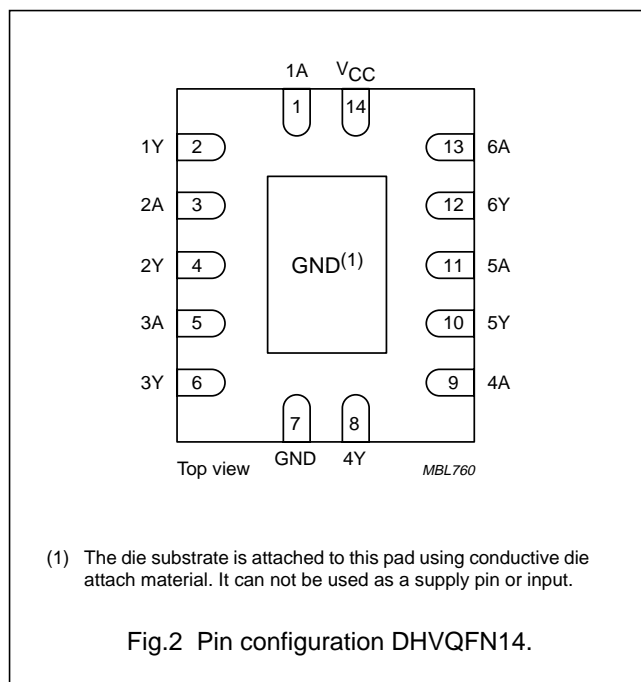 1A VCC
1 14
1Y 2 13 6A
2A 3 12 6Y
2Y 4 GND(1) 11 5A
3A 5 10 5Y
3Y 6 9 4A
7 8
Top view GND 4Y MBL760
(1) The die substrate is attached to this pad using conductive die
attach material. It can not be used as a supply pin or input.
Fig.2 Pin configuration DHVQFN14.